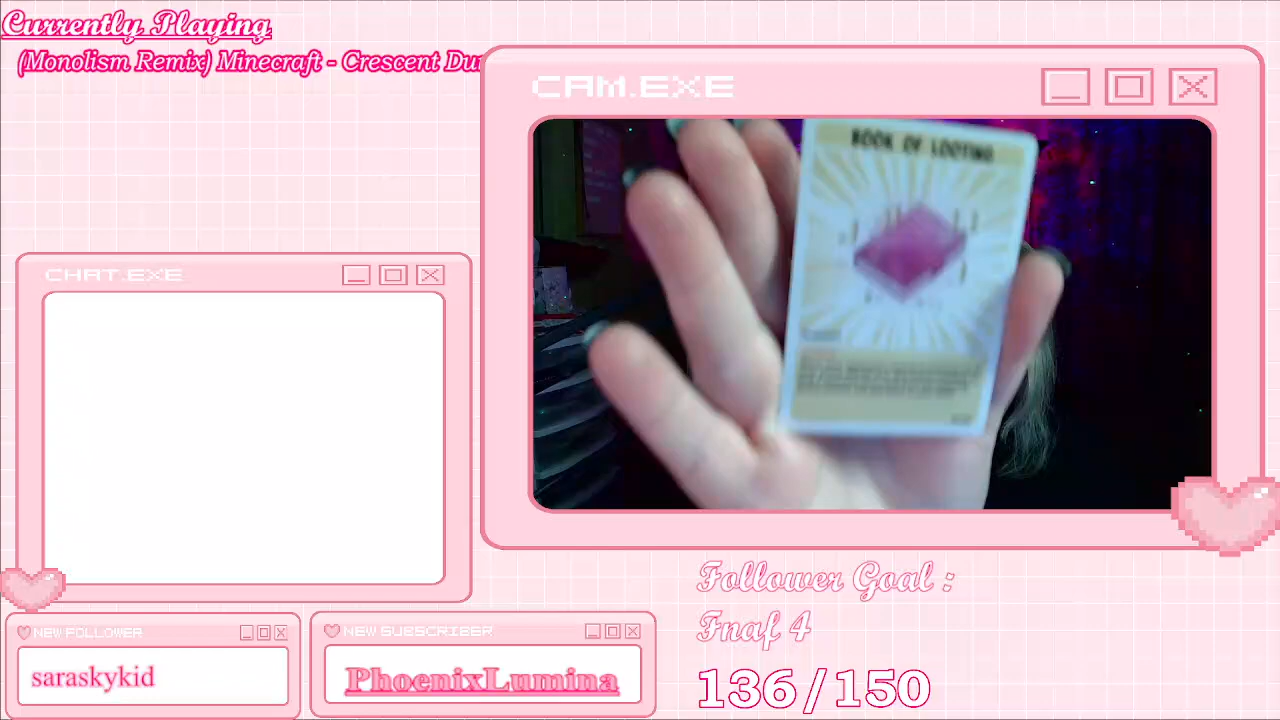 Currently Playing
(Monolism Remix) Minecraft - Crescent Du
CAM.EXE
BOOK OF LOOTING
CHAT.EXE
NEW FOLLOWER
saraskykid
NEW SUBSCRIBER
PhoenixLumina
Follower Goal :
Fnaf 4
136/150